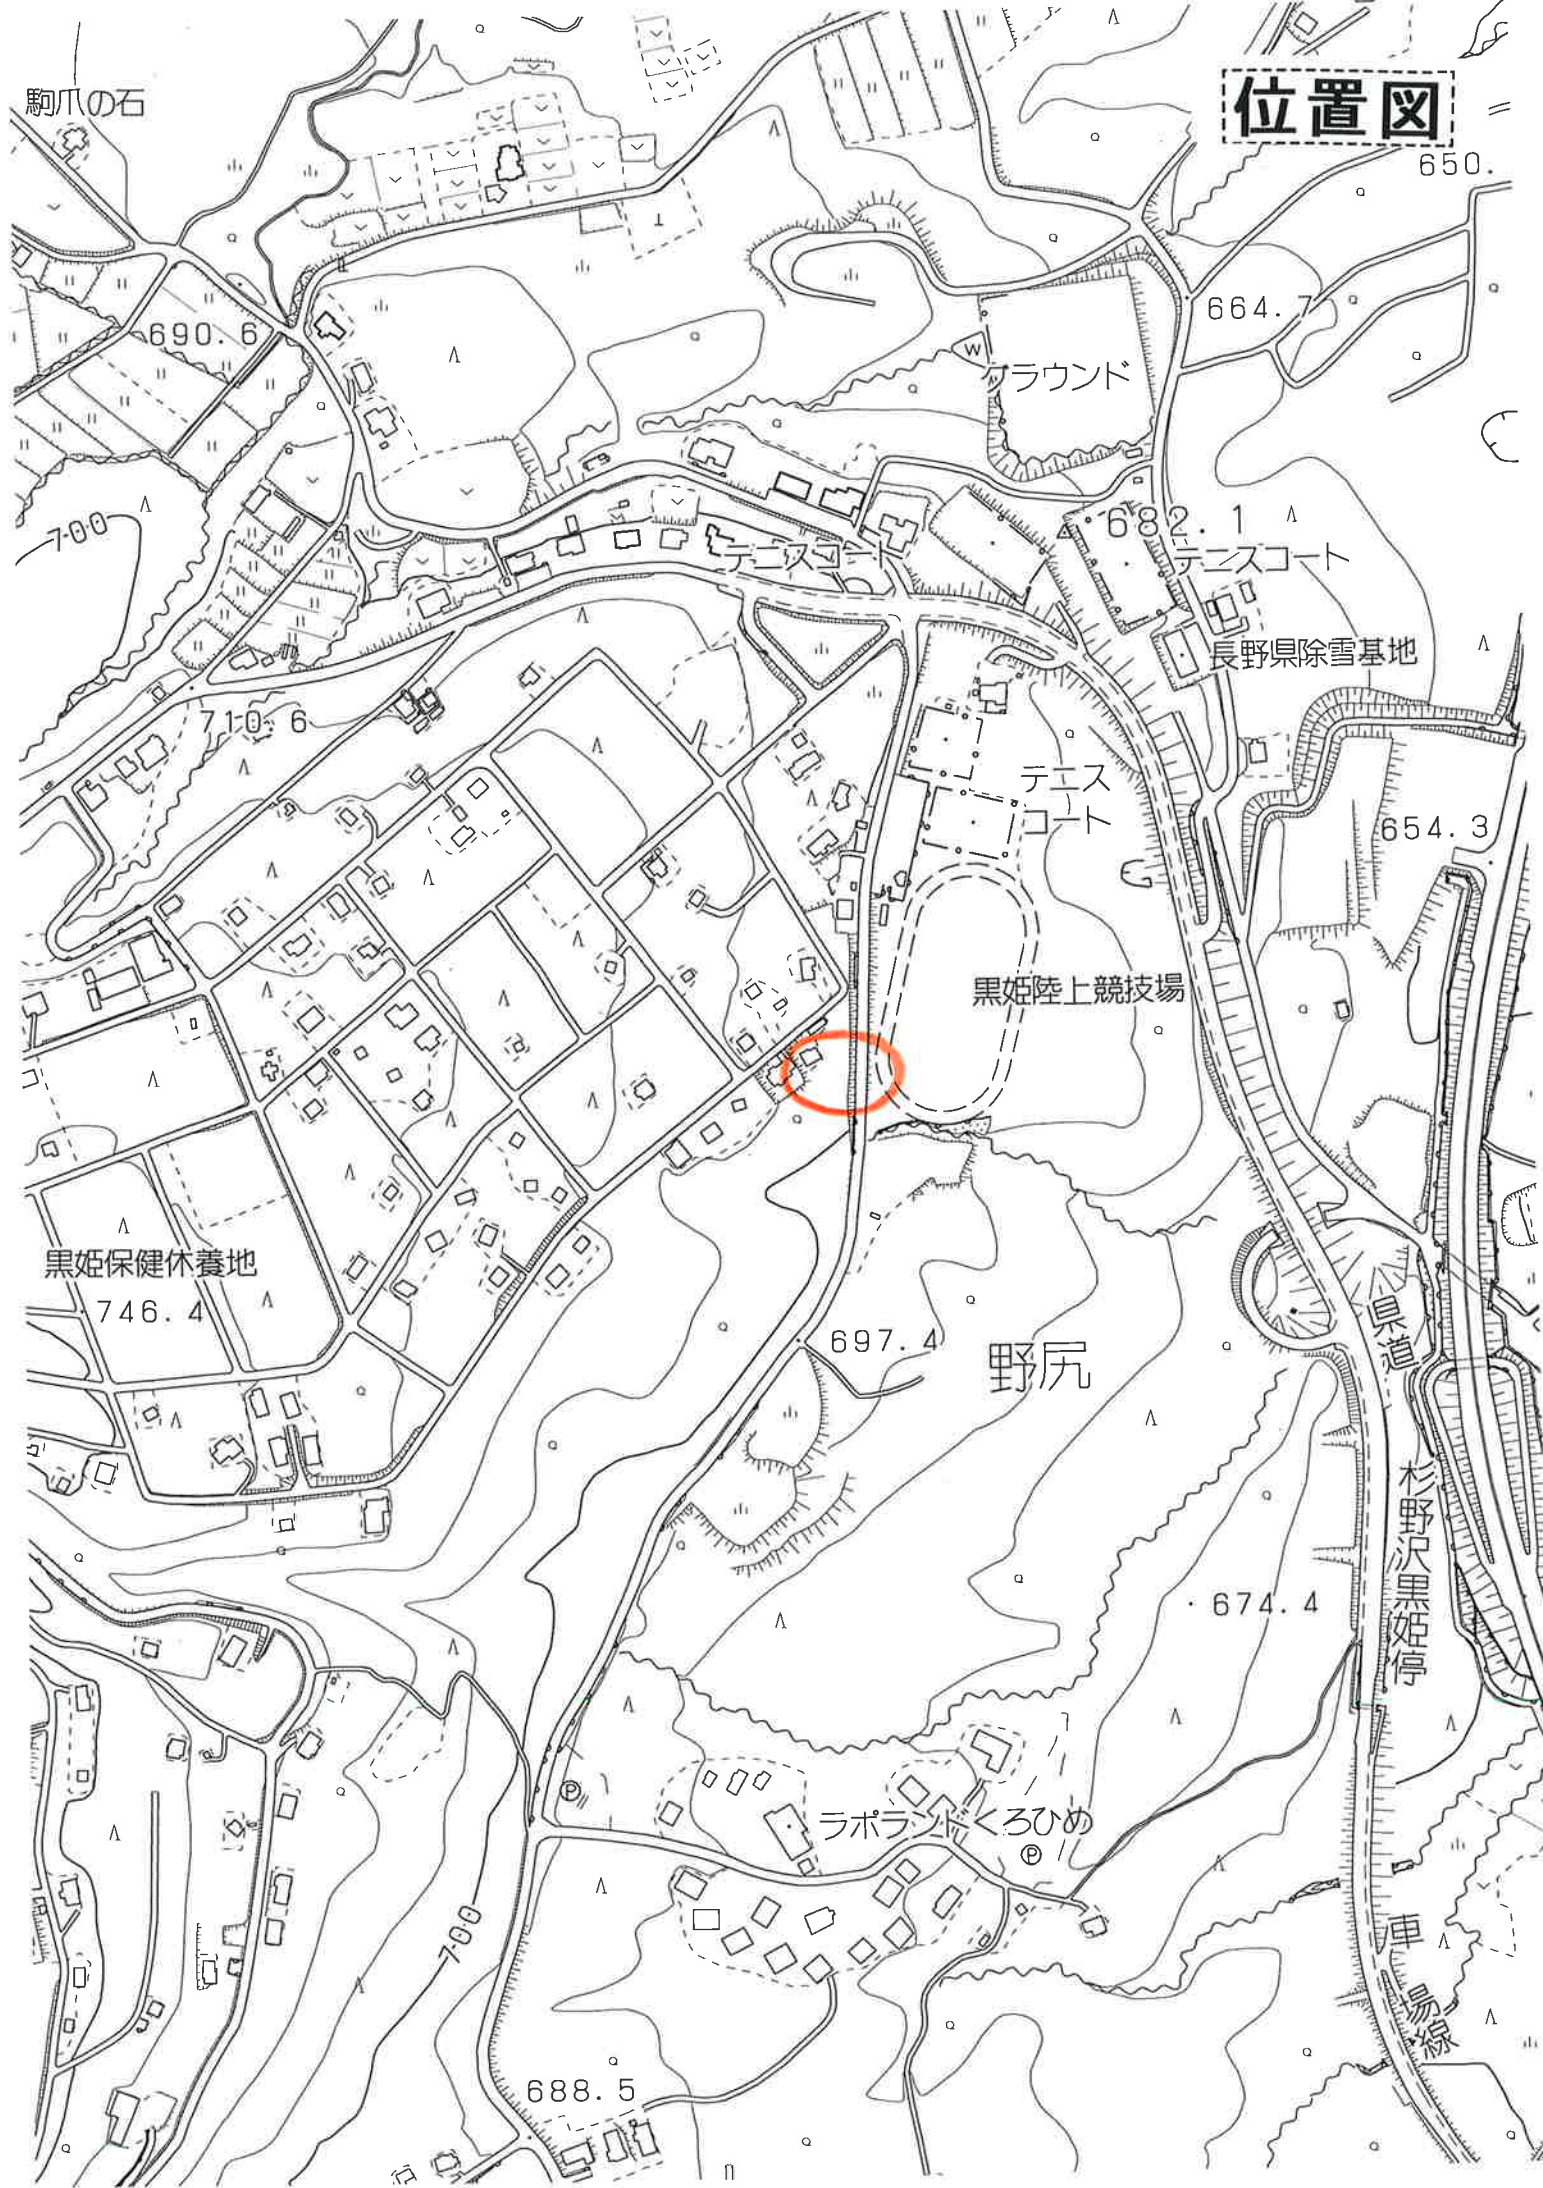 位置図
駒爪の石
650.
690.6
664.7
W
グラウンド
700
682.1
テニスコート
テニスコート
長野県除雪基地
710.6
テニス
コート
654.3
黒姫陸上競技場
黒姫保健休養地
746.4
697.4
野尻
県道
杉野沢黒姫停
車
場
線
674.4
P
ラポランドくろひめ
P
700
688.5